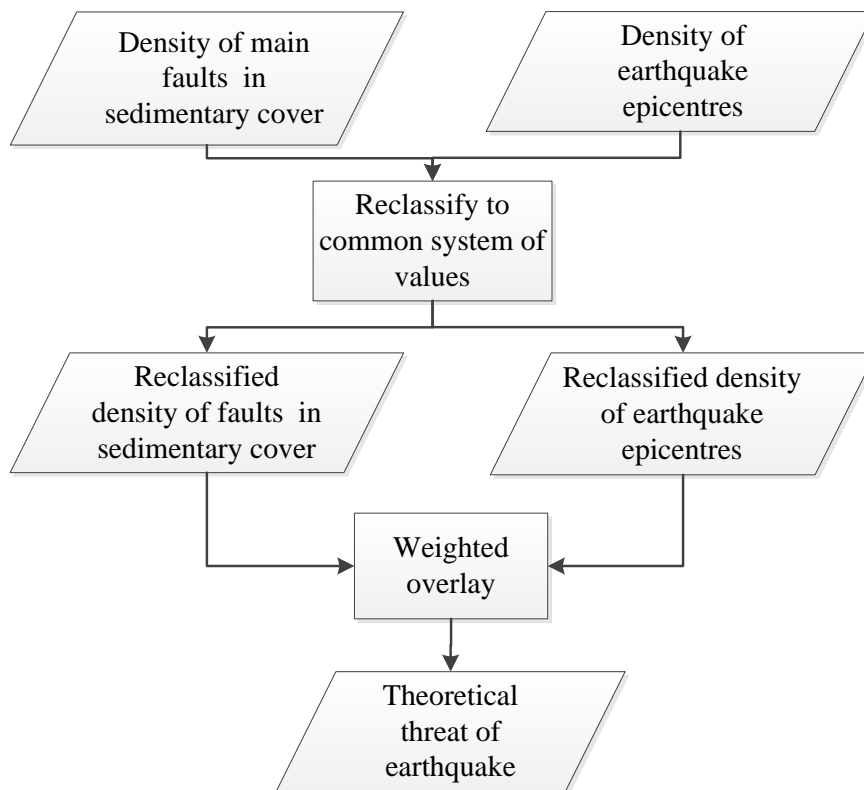 Density of main
faults in
sedimentary cover
Density of
earthquake
epicentres
Reclassify to
common system of
values
Reclassified
density of faults in
sedimentary cover
Reclassified density
of earthquake
epicentres
Weighted
overlay
Theoretical
threat of
earthquake